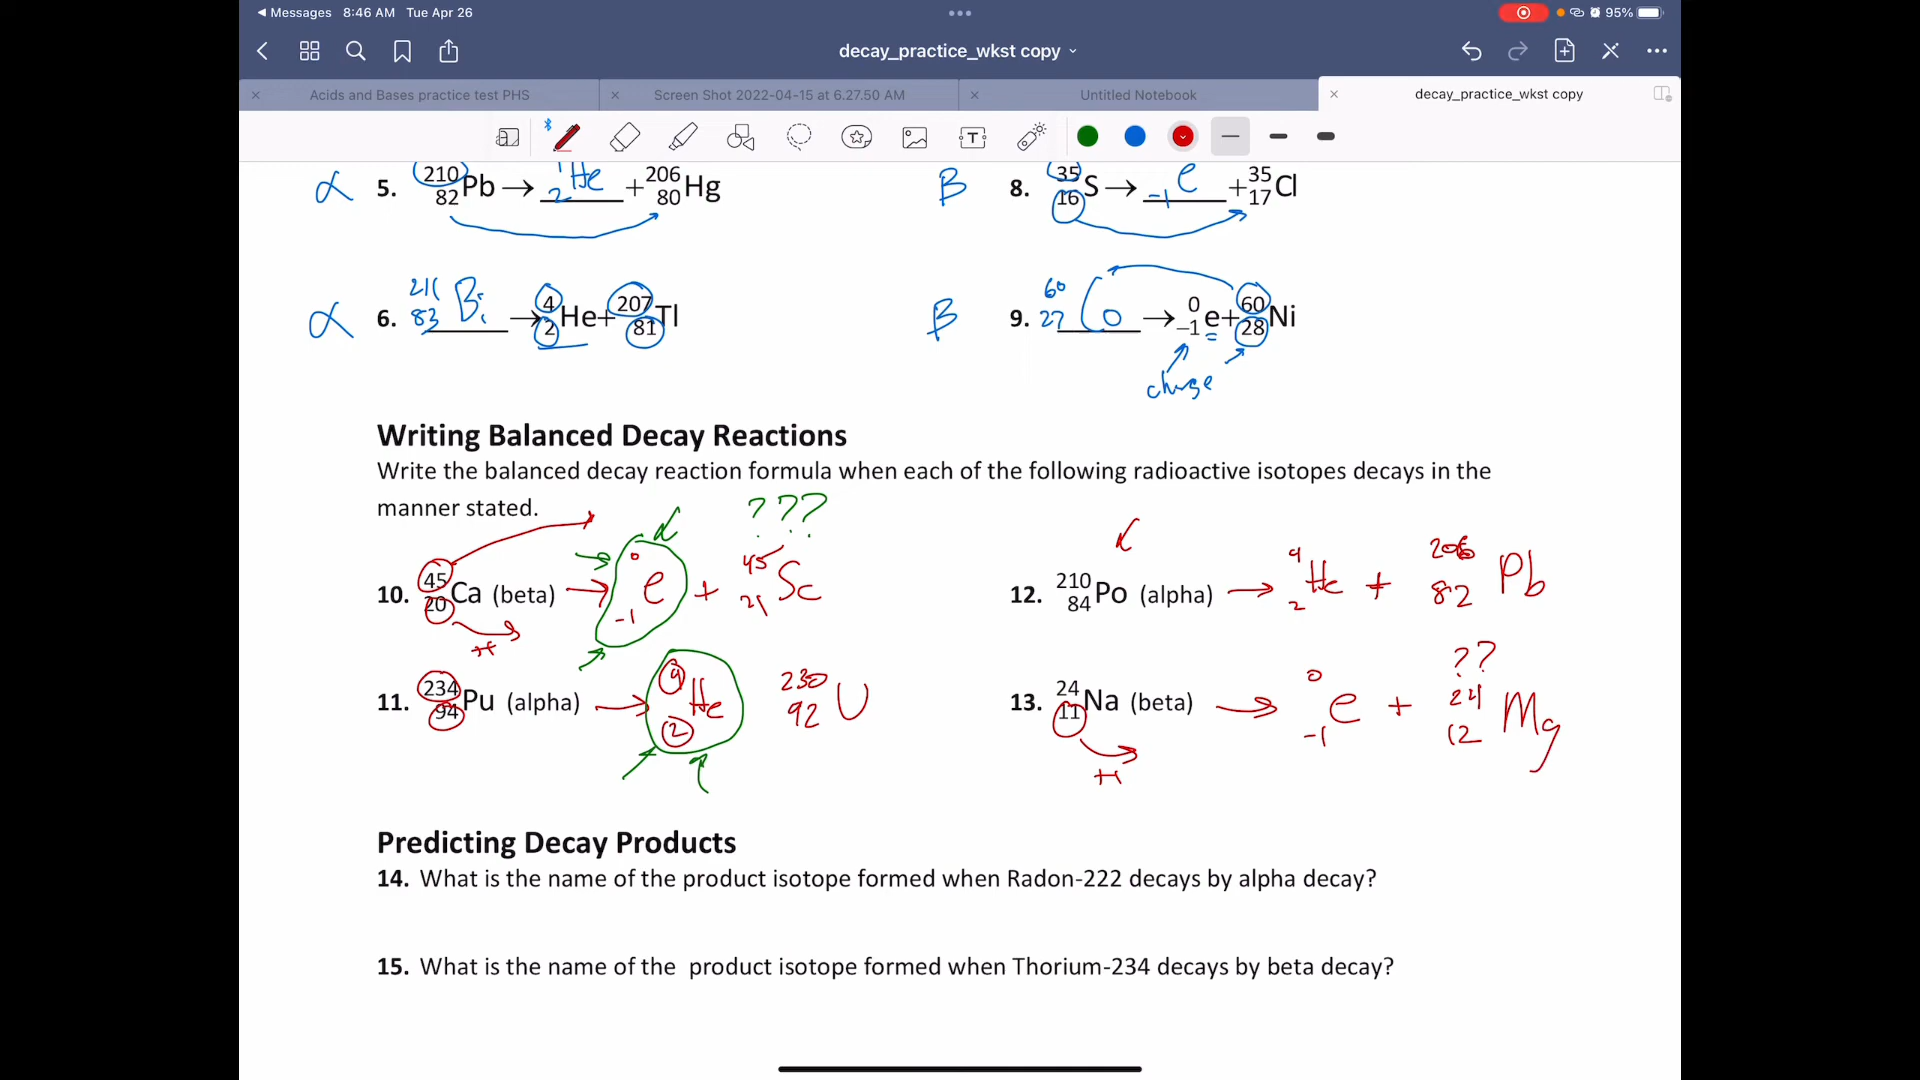 Messages 8:46 AM Tue Apr 26 95%
decay_practice_wkst copy
Acids and Bases practice test PHS Screen Shot 2022-04-15 at 6.27.50 AM Untitled Notebook decay_practice_wkst copy
α 5. 210 82 Pb → 2 He + 206 80 Hg
β 8. 35 16 S → -1 e + 35 17 Cl
α 6. 211 83 Bi → 4 2 He + 207 81 Tl
β 9. 60 27 Co → 0 −1 e + 60 28 Ni
charge
Writing Balanced Decay Reactions
Write the balanced decay reaction formula when each of the following radioactive isotopes decays in the
manner stated.
???
10. 45 20 Ca (beta) → 0 -1 e + 45 21 Sc
+1
α
12. 210 84 Po (alpha) → 4 2 He + 206 82 Pb
11. 234 94 Pu (alpha) → 4 2 He 230 92 U
??
13. 24 11 Na (beta) → 0 -1 e + 24 12 Mg
+1
Predicting Decay Products
14. What is the name of the product isotope formed when Radon-222 decays by alpha decay?
15. What is the name of the product isotope formed when Thorium-234 decays by beta decay?